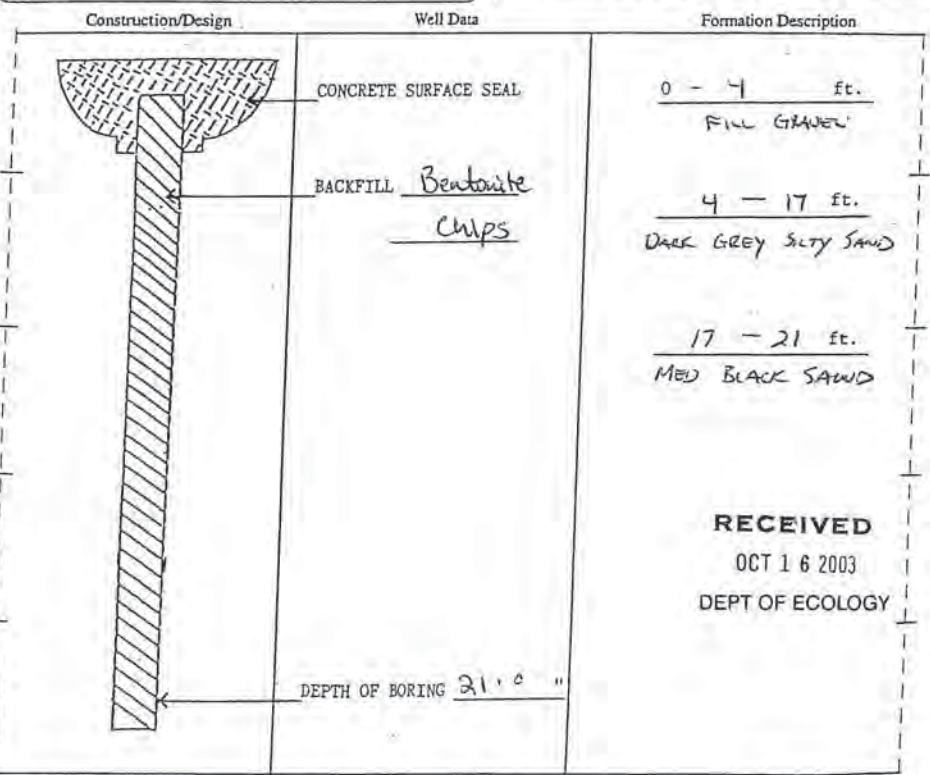 Construction/Design
Well Data
Formation Description
CONCRETE SURFACE SEAL
BACKFILL Bentonite
Chips
DEPTH OF BORING 21'0"
0 - 4 ft.
FILL GRAVEL
4 - 17 ft.
DARK GREY SILTY SAND
17 - 21 ft.
MED BLACK SAND
RECEIVED
OCT 16 2003
DEPT OF ECOLOGY